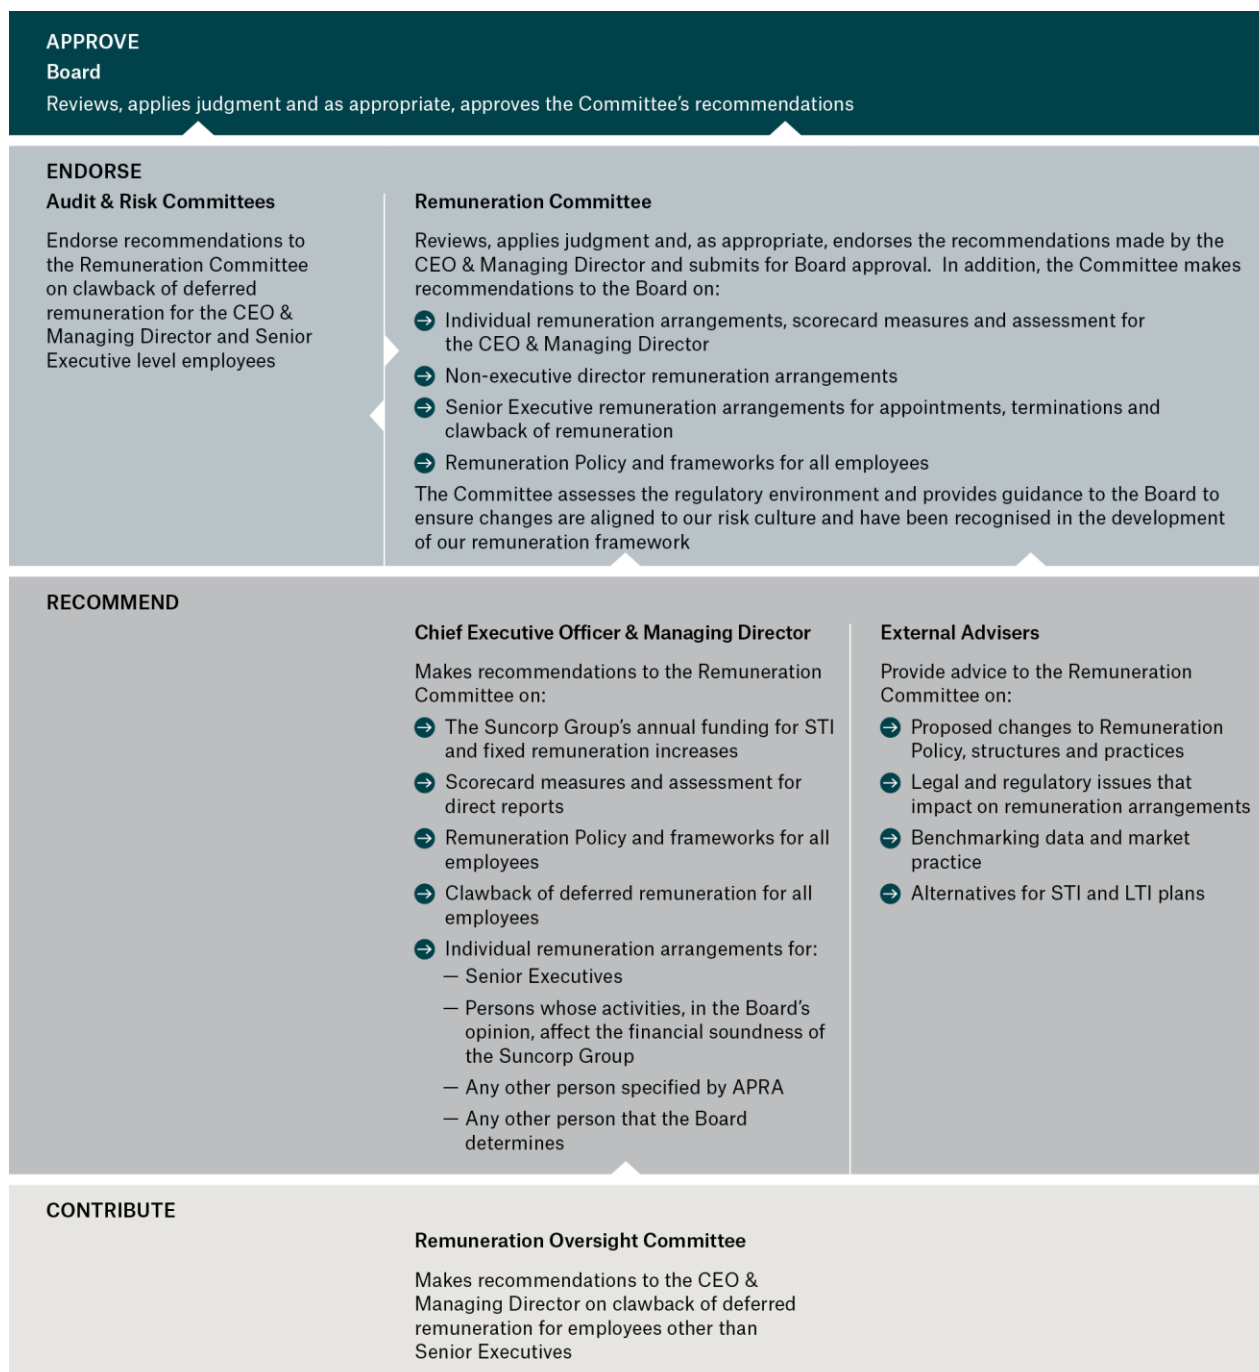 APPROVE
Board
Reviews, applies judgment and as appropriate, approves the Committee’s recommendations
ENDORSE
Audit & Risk Committees
Endorse recommendations to
the Remuneration Committee
on clawback of deferred
remuneration for the CEO &
Managing Director and Senior
Executive level employees
Remuneration Committee
Reviews, applies judgment and, as appropriate, endorses the recommendations made by the
CEO & Managing Director and submits for Board approval.  In addition, the Committee makes
recommendations to the Board on:
Individual remuneration arrangements, scorecard measures and assessment for
the CEO & Managing Director
Non-executive director remuneration arrangements
Senior Executive remuneration arrangements for appointments, terminations and
clawback of remuneration
Remuneration Policy and frameworks for all employees
The Committee assesses the regulatory environment and provides guidance to the Board to
ensure changes are aligned to our risk culture and have been recognised in the development
of our remuneration framework
RECOMMEND
Chief Executive Officer & Managing Director
Makes recommendations to the Remuneration
Committee on:
The Suncorp Group’s annual funding for STI
and fixed remuneration increases
Scorecard measures and assessment for
direct reports
Remuneration Policy and frameworks for all
employees
Clawback of deferred remuneration for all
employees
Individual remuneration arrangements for:
— Senior Executives
— Persons whose activities, in the Board’s
opinion, affect the financial soundness of
the Suncorp Group
— Any other person specified by APRA
— Any other person that the Board
determines
External Advisers
Provide advice to the Remuneration
Committee on:
Proposed changes to Remuneration
Policy, structures and practices
Legal and regulatory issues that
impact on remuneration arrangements
Benchmarking data and market
practice
Alternatives for STI and LTI plans
CONTRIBUTE
Remuneration Oversight Committee
Makes recommendations to the CEO &
Managing Director on clawback of deferred
remuneration for employees other than
Senior Executives